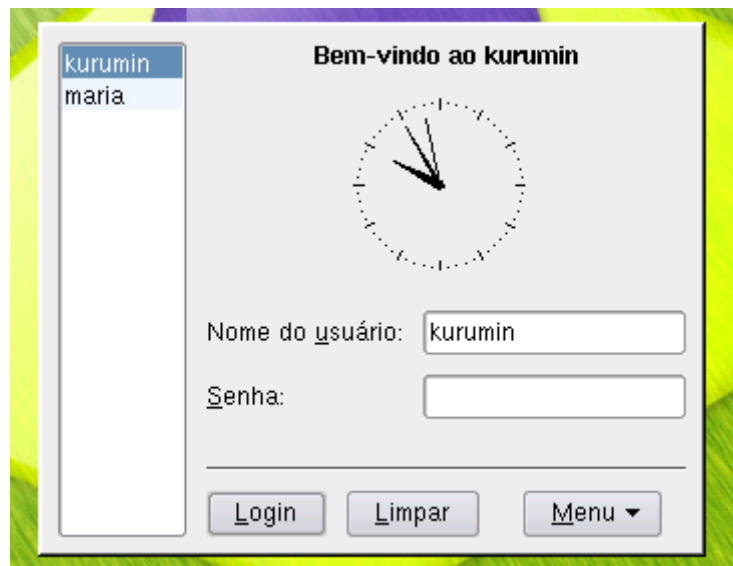 kurumin
maria
Bem-vindo ao kurumin
Nome do usuário: kurumin
Senha:
Login Limpar Menu